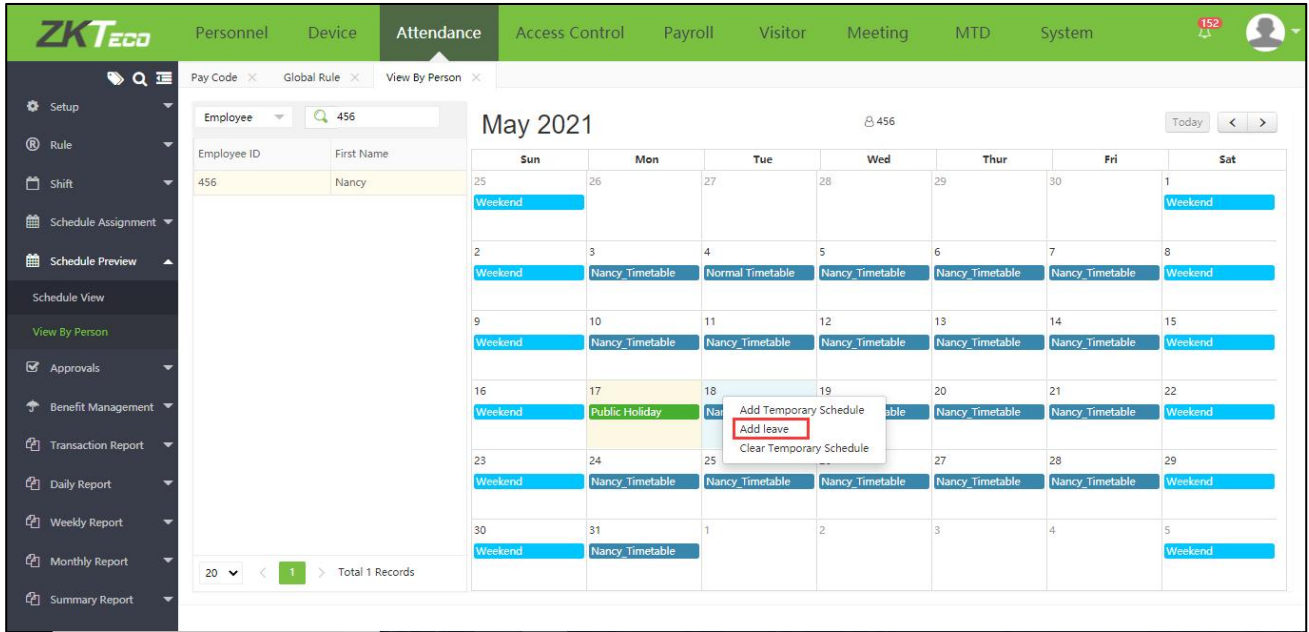 ZKTeco Personnel Device Attendance Access Control Payroll Visitor Meeting MTD System 152
Pay Code × Global Rule × View By Person ×
Setup
Rule
Shift
Schedule Assignment
Schedule Preview
Schedule View
View By Person
Approvals
Benefit Management
Transaction Report
Daily Report
Weekly Report
Monthly Report
Summary Report
Employee 456
Employee ID First Name
456 Nancy
20 < 1 > Total 1 Records
May 2021 456 Today < >
Sun Mon Tue Wed Thur Fri Sat
25 26 27 28 29 30 1
Weekend Weekend
2 3 4 5 6 7 8
Weekend Nancy_Timetable Normal Timetable Nancy_Timetable Nancy_Timetable Nancy_Timetable Weekend
9 10 11 12 13 14 15
Weekend Nancy_Timetable Nancy_Timetable Nancy_Timetable Nancy_Timetable Nancy_Timetable Weekend
16 17 18 19 20 21 22
Weekend Public Holiday Nan able Nancy_Timetable Nancy_Timetable Weekend
Add Temporary Schedule
Add leave
Clear Temporary Schedule
23 24 25 27 28 29
Weekend Nancy_Timetable Nancy_Timetable Nancy_Timetable Nancy_Timetable Nancy_Timetable Weekend
30 31 1 2 3 4 5
Weekend Nancy_Timetable Weekend